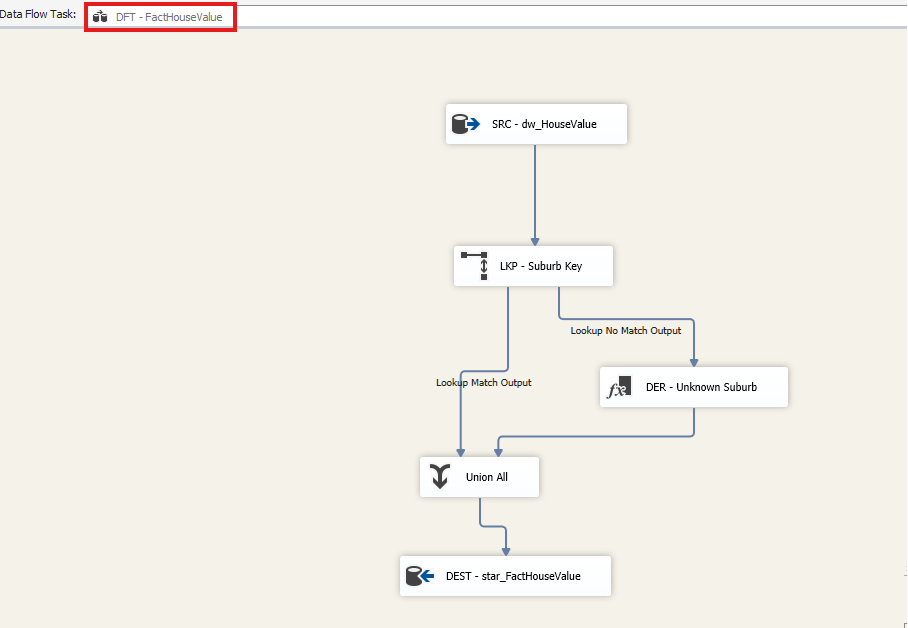 Data Flow Task:
DFT - FactHouseValue
SRC - dw_HouseValue
LKP - Suburb Key
Lookup No Match Output
Lookup Match Output
DER - Unknown Suburb
Union All
DEST - star_FactHouseValue